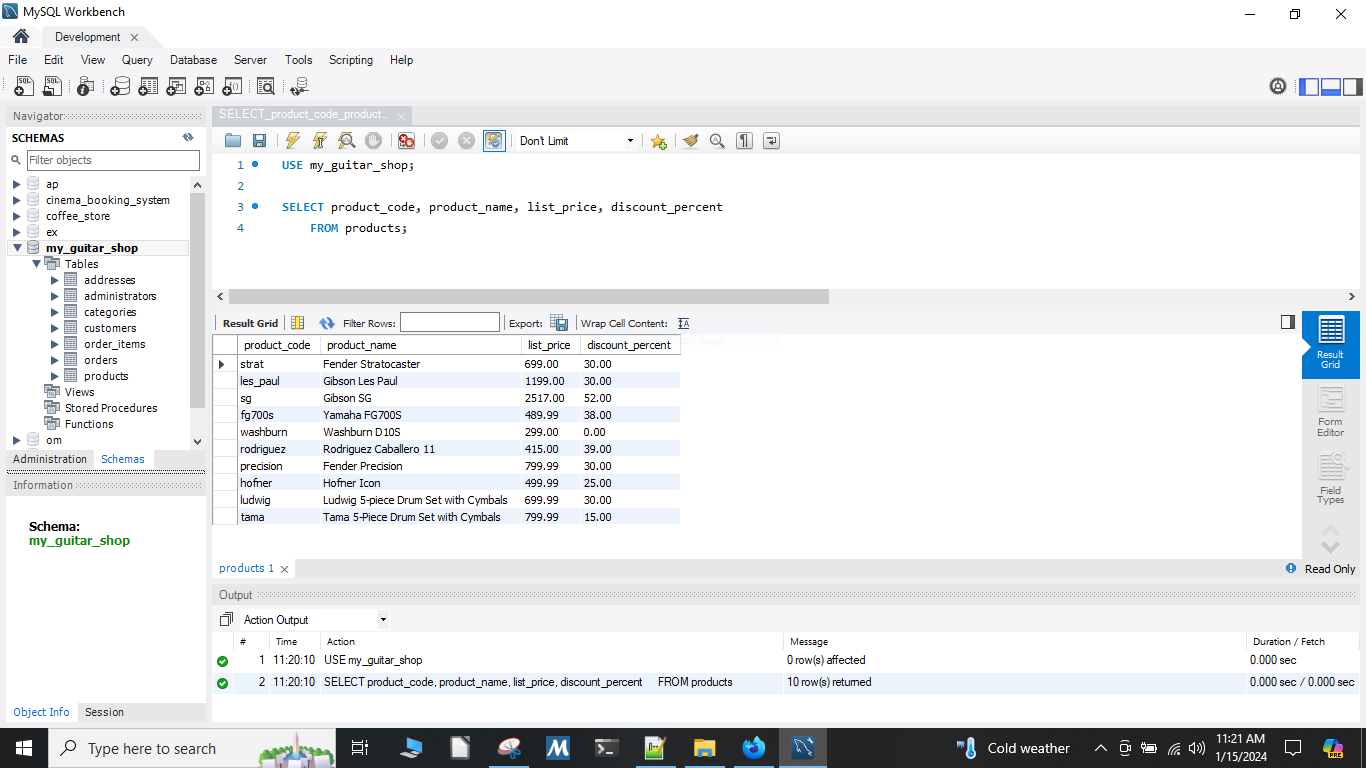 MySQL Workbench
Development
File Edit View Query Database Server Tools Scripting Help
Navigator
SCHEMAS
Filter objects
ap
cinema_booking_system
coffee_store
ex
my_guitar_shop
Tables
addresses
administrators
categories
customers
order_items
orders
products
Views
Stored Procedures
Functions
om
Administration Schemas
Information
Schema:
my_guitar_shop
Object Info Session
SELECT_product_code_product...
Don't Limit
1 USE my_guitar_shop;
2
3 SELECT product_code, product_name, list_price, discount_percent
4 FROM products;
Result Grid Filter Rows: Export: Wrap Cell Content:
product_code product_name list_price discount_percent
strat Fender Stratocaster 699.00 30.00
les_paul Gibson Les Paul 1199.00 30.00
sg Gibson SG 2517.00 52.00
fg700s Yamaha FG700S 489.99 38.00
washburn Washburn D10S 299.00 0.00
rodriguez Rodriguez Caballero 11 415.00 39.00
precision Fender Precision 799.99 30.00
hofner Hofner Icon 499.99 25.00
ludwig Ludwig 5-piece Drum Set with Cymbals 699.99 30.00
tama Tama 5-Piece Drum Set with Cymbals 799.99 15.00
Result
Grid
Form
Editor
Field
Types
products 1
Read Only
Output
Action Output
# Time Action Message Duration / Fetch
1 11:20:10 USE my_guitar_shop 0 row(s) affected 0.000 sec
2 11:20:10 SELECT product_code, product_name, list_price, discount_percent FROM products 10 row(s) returned 0.000 sec / 0.000 sec
Type here to search
Cold weather
11:21 AM
1/15/2024